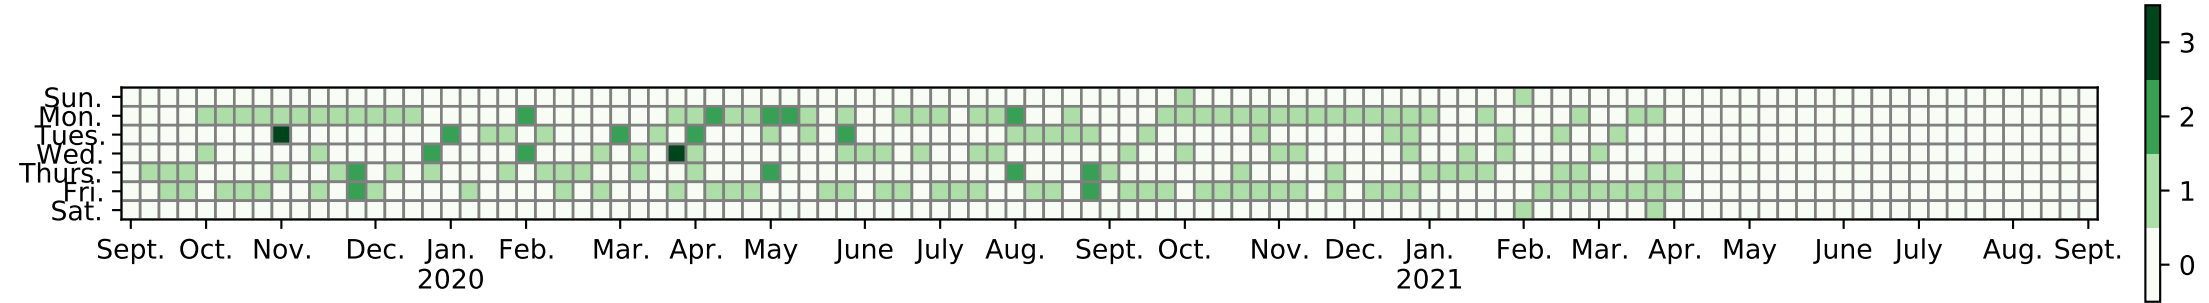 3
Sun.
Mon.
2
Tues.
Wed.
Thurs.
1
Fri.
Sat.
Sept. Oct. Nov. Dec. Jan. Feb. Mar. Apr. May June July Aug. Sept. Oct. Nov. Dec. Jan. Feb. Mar. Apr. May June July Aug. Sept.
0
2020 2021